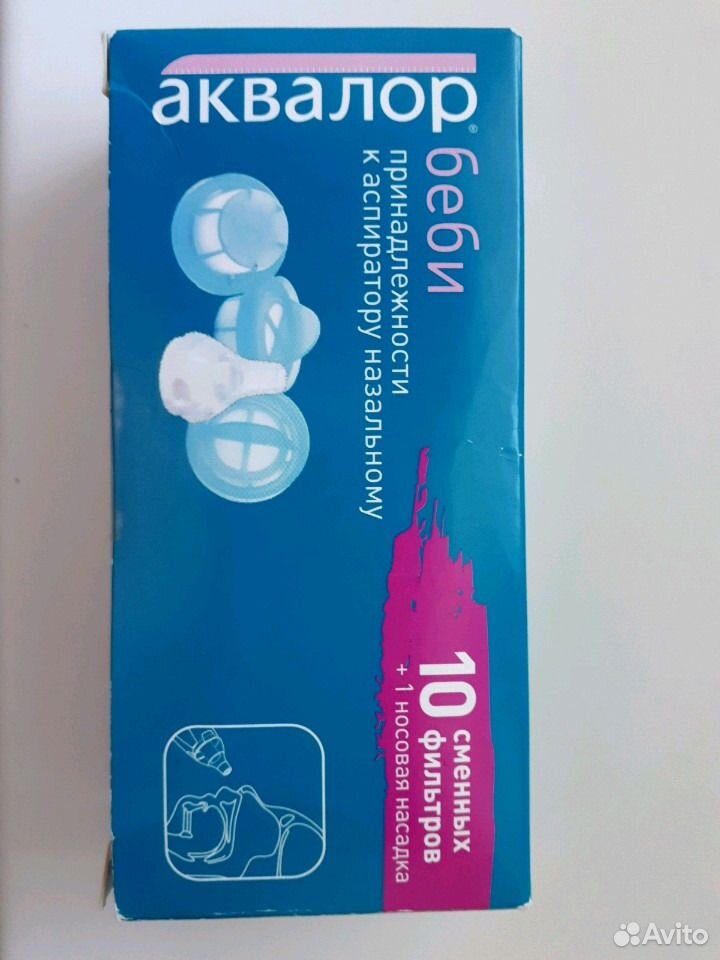 аквалор®
беби
принадлежности
к аспиратору назальному
10 сменных
фильтров
+ 1 носовая насадка
Avito